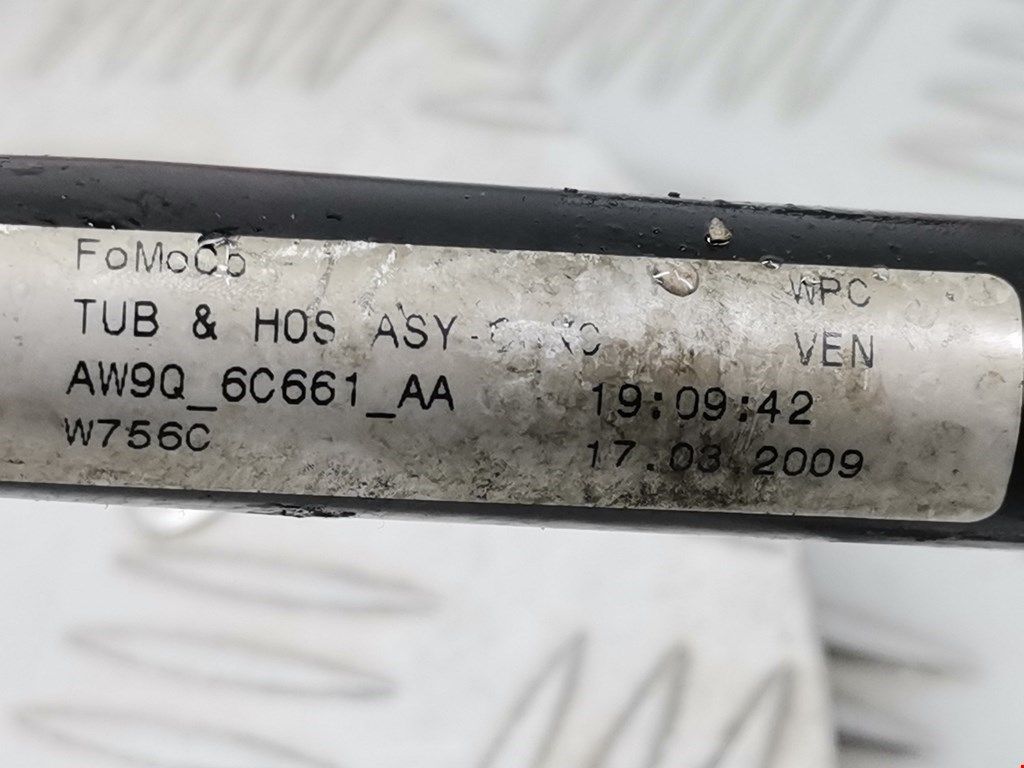 FoMoCo
WPC
TUB & HOS ASY
VEN
AW9Q_6C661_AA
19:09:42
W756C
17.03 2009